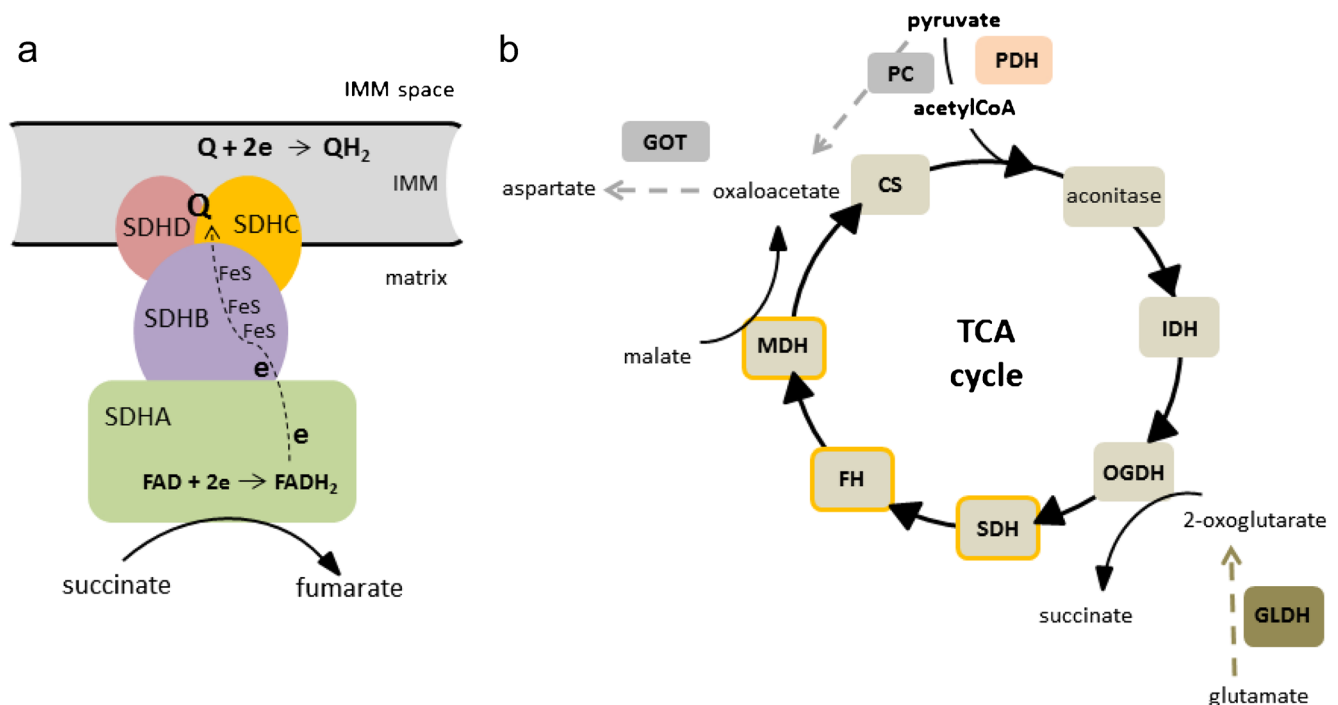 a
IMM space
Q + 2e → QH₂
IMM
Q
SDHD
SDHC
matrix
FeS
FeS
FeS
SDHB
e
SDHA
e
FAD + 2e → FADH₂
succinate
fumarate
b
pyruvate
PC
PDH
acetylCoA
GOT
aspartate
oxaloacetate
CS
aconitase
IDH
TCA
cycle
MDH
malate
FH
SDH
OGDH
2-oxoglutarate
succinate
GLDH
glutamate